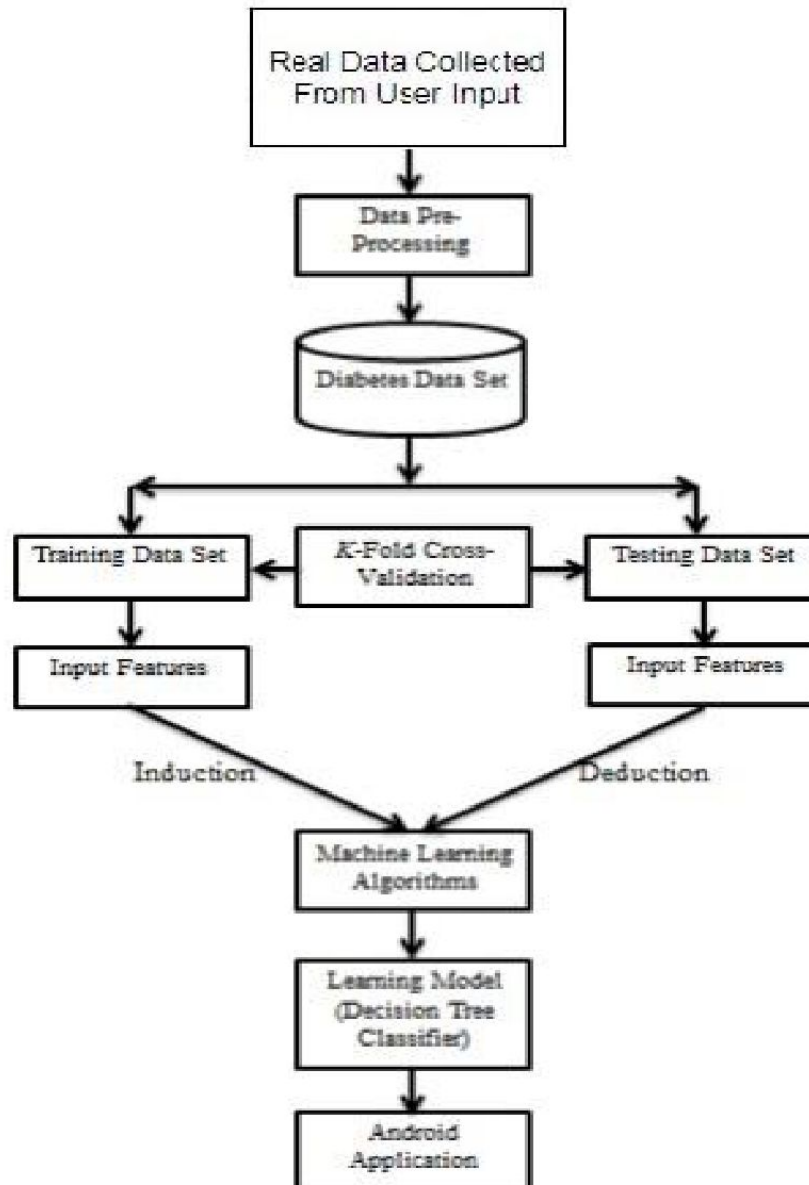 Real Data Collected
From User Input
Data Pre-
Processing
Diabetes Data Set
Training Data Set
K-Fold Cross-
Validation
Testing Data Set
Input Features
Input Features
Induction
Deduction
Machine Learning
Algorithms
Learning Model
(Decision Tree
Classifier)
Android
Application